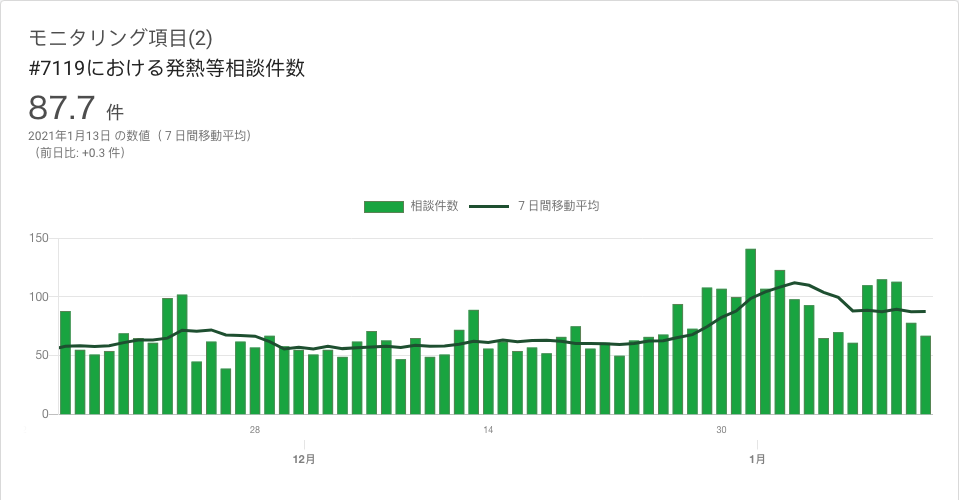 モニタリング項目(2)
#7119における発熱等相談件数
87.7 件
2021年1月13日 の数値（７日間移動平均）
（前日比: +0.3 件）
相談件数 ７日間移動平均
150
100
50
0
28 14 30
12月 1月